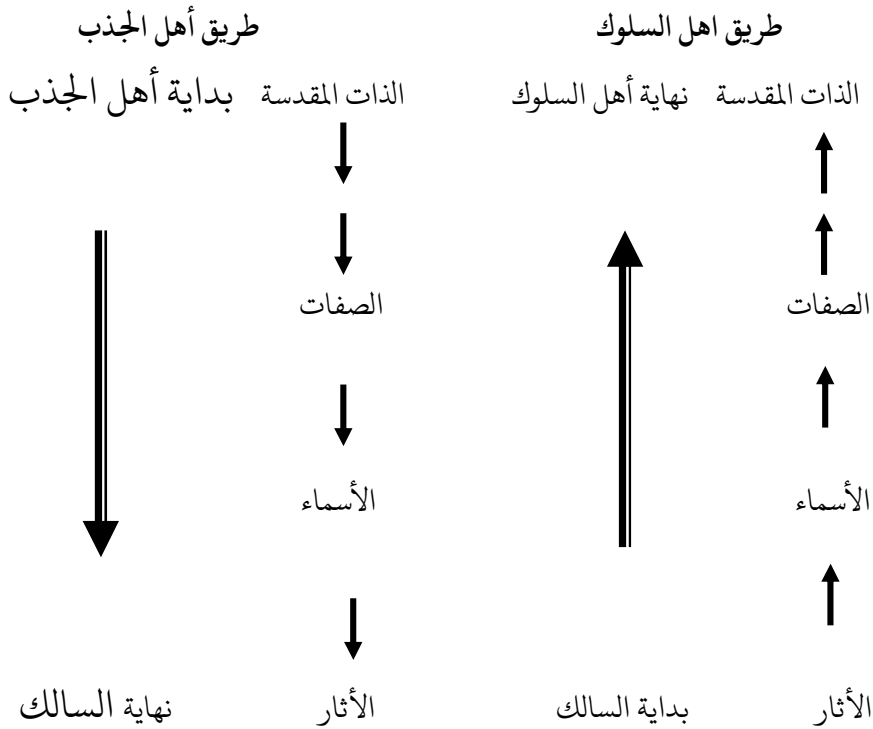 طريق اهل السلوك طريق أهل الجذب
الذات المقدسة نهاية أهل السلوك الذات المقدسة بداية أهل الجذب
الصفات الصفات
الأسماء الأسماء
الأثار بداية السالك الأثار نهاية السالك